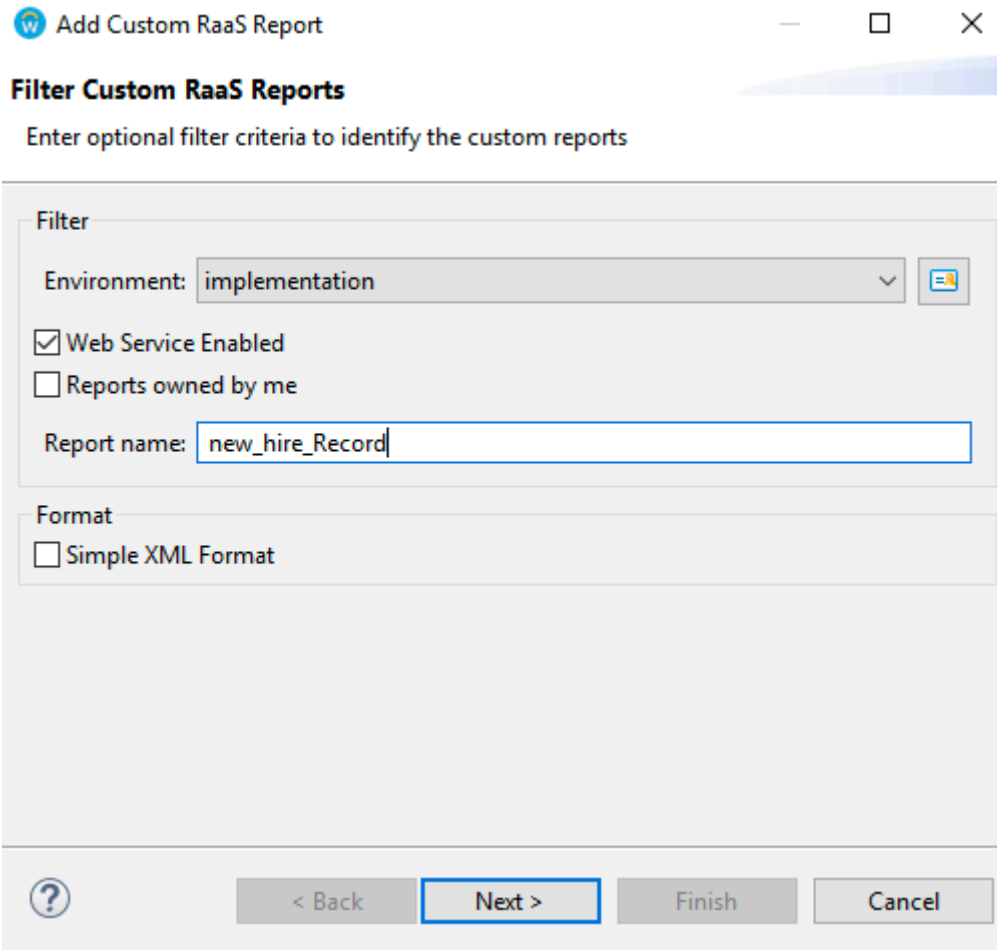 Add Custom RaaS Report
Filter Custom RaaS Reports
Enter optional filter criteria to identify the custom reports
Filter
Environment: implementation
Web Service Enabled
Reports owned by me
Report name: new_hire_Record
Format
Simple XML Format
? < Back Next > Finish Cancel